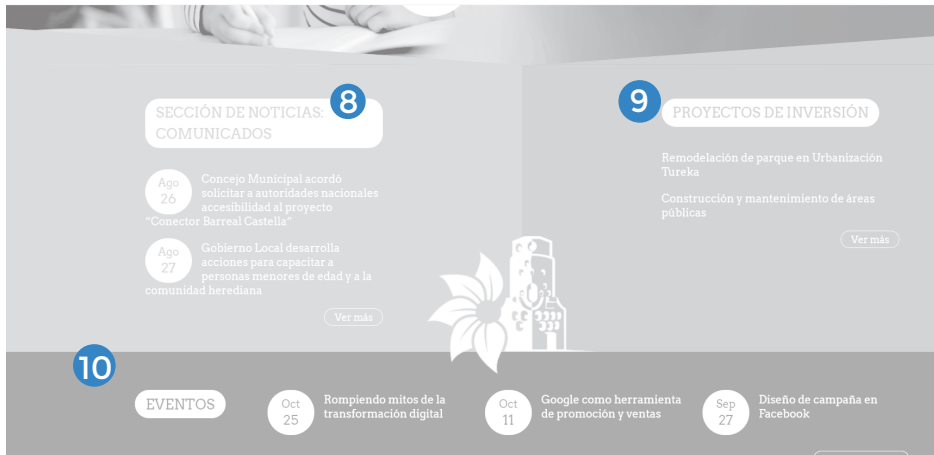 8
SECCIÓN DE NOTICIAS:
COMUNICADOS
Ago
26
Concejo Municipal acordó
solicitar a autoridades nacionales
accesibilidad al proyecto
“Conector Barreal Castella”
Ago
27
Gobierno Local desarrolla
acciones para capacitar a
personas menores de edad y a la
comunidad herediana
Ver más
9
PROYECTOS DE INVERSIÓN
Remodelación de parque en Urbanización
Tureka
Construcción y mantenimiento de áreas
públicas
Ver más
10
EVENTOS
Oct
25
Rompiendo mitos de la
transformación digital
Oct
11
Google como herramienta
de promoción y ventas
Sep
27
Diseño de campaña en
Facebook